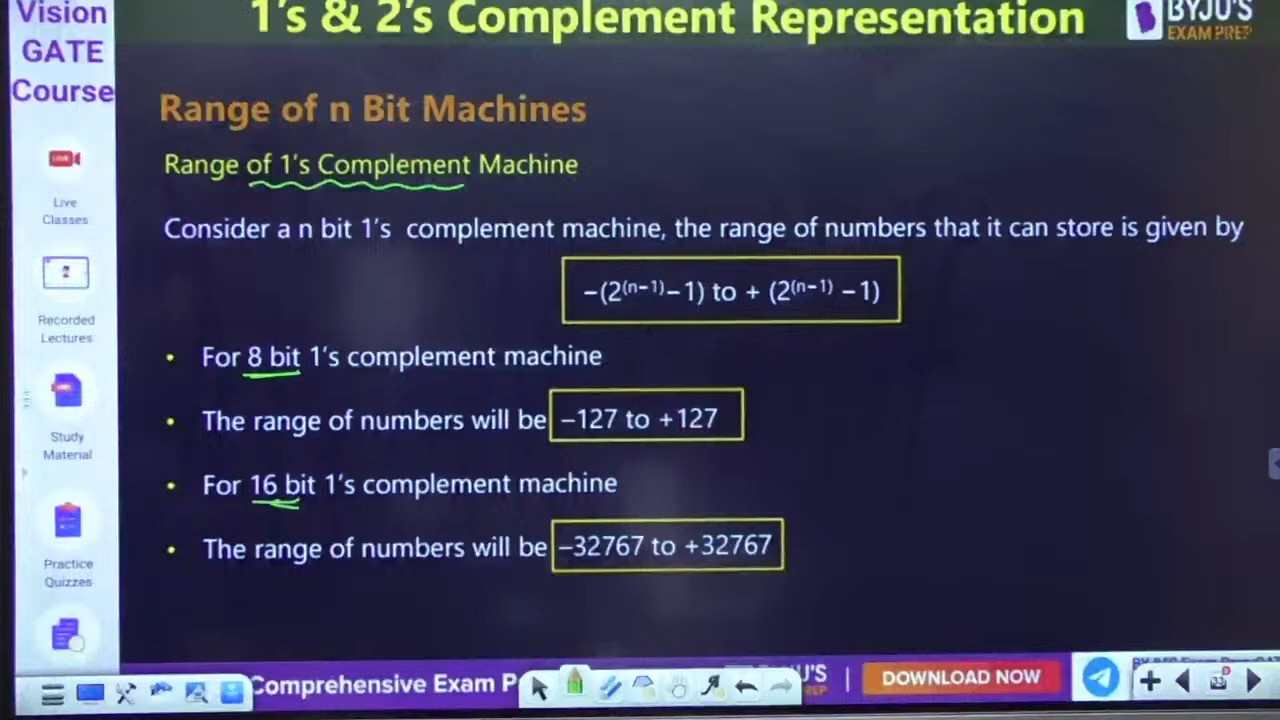 Vision
GATE
Course
1's & 2's Complement Representation
BYJU'S
EXAM PREP
Range of n Bit Machines
Range of 1's Complement Machine
Consider a n bit 1's complement machine, the range of numbers that it can store is given by
−(2⁽ⁿ⁻¹⁾−1) to + (2⁽ⁿ⁻¹⁾ −1)
• For 8 bit 1's complement machine
• The range of numbers will be −127 to +127
• For 16 bit 1's complement machine
• The range of numbers will be −32767 to +32767
Live
Classes
Recorded
Lectures
Study
Material
Practice
Quizzes
Comprehensive Exam P
DOWNLOAD NOW